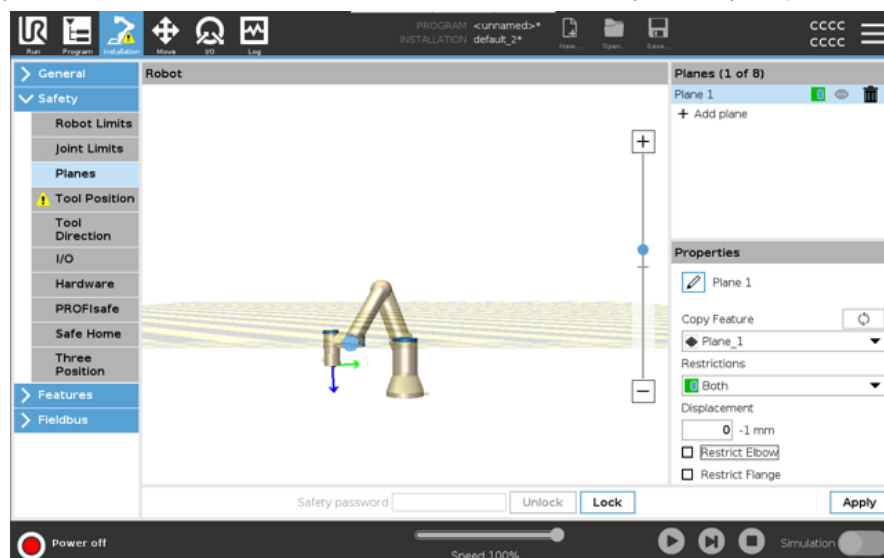 PROGRAM <unnamed>*
INSTALLATION default_2*
Run Program Installation Move I/O Log
New... Open... Save...
CCCC
CCCC
General
Safety
Robot Limits
Joint Limits
Planes
Tool Position
Tool
Direction
I/O
Hardware
PROFIsafe
Safe Home
Three
Position
Features
Fieldbus
Robot
Planes (1 of 8)
Plane 1
+ Add plane
Properties
Plane 1
Copy Feature
Plane_1
Restrictions
Both
Displacement
0 -1 mm
Restrict Elbow
Restrict Flange
Safety password Unlock Lock
Apply
Power off
Speed 100%
Simulation